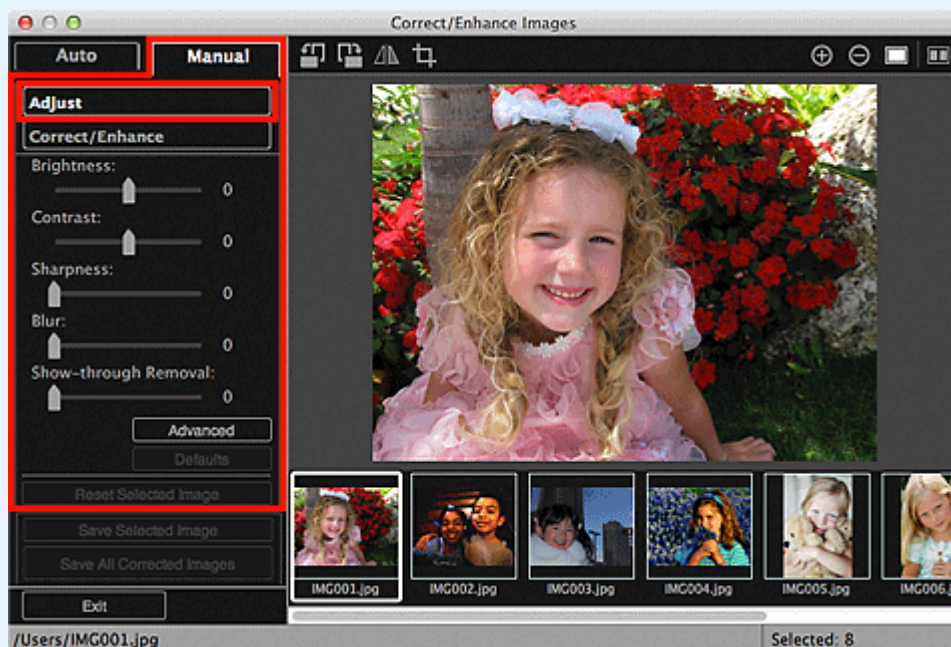 Correct/Enhance Images
Auto
Manual
Adjust
Correct/Enhance
Brightness:
0
Contrast:
0
Sharpness:
0
Blur:
0
Show-through Removal:
0
Advanced
Defaults
Reset Selected Image
Save Selected Image
Save All Corrected Images
Exit
IMG001.jpg IMG002.jpg IMG003.jpg IMG004.jpg IMG005.jpg IMG006.
/Users/IMG001.jpg
Selected: 8